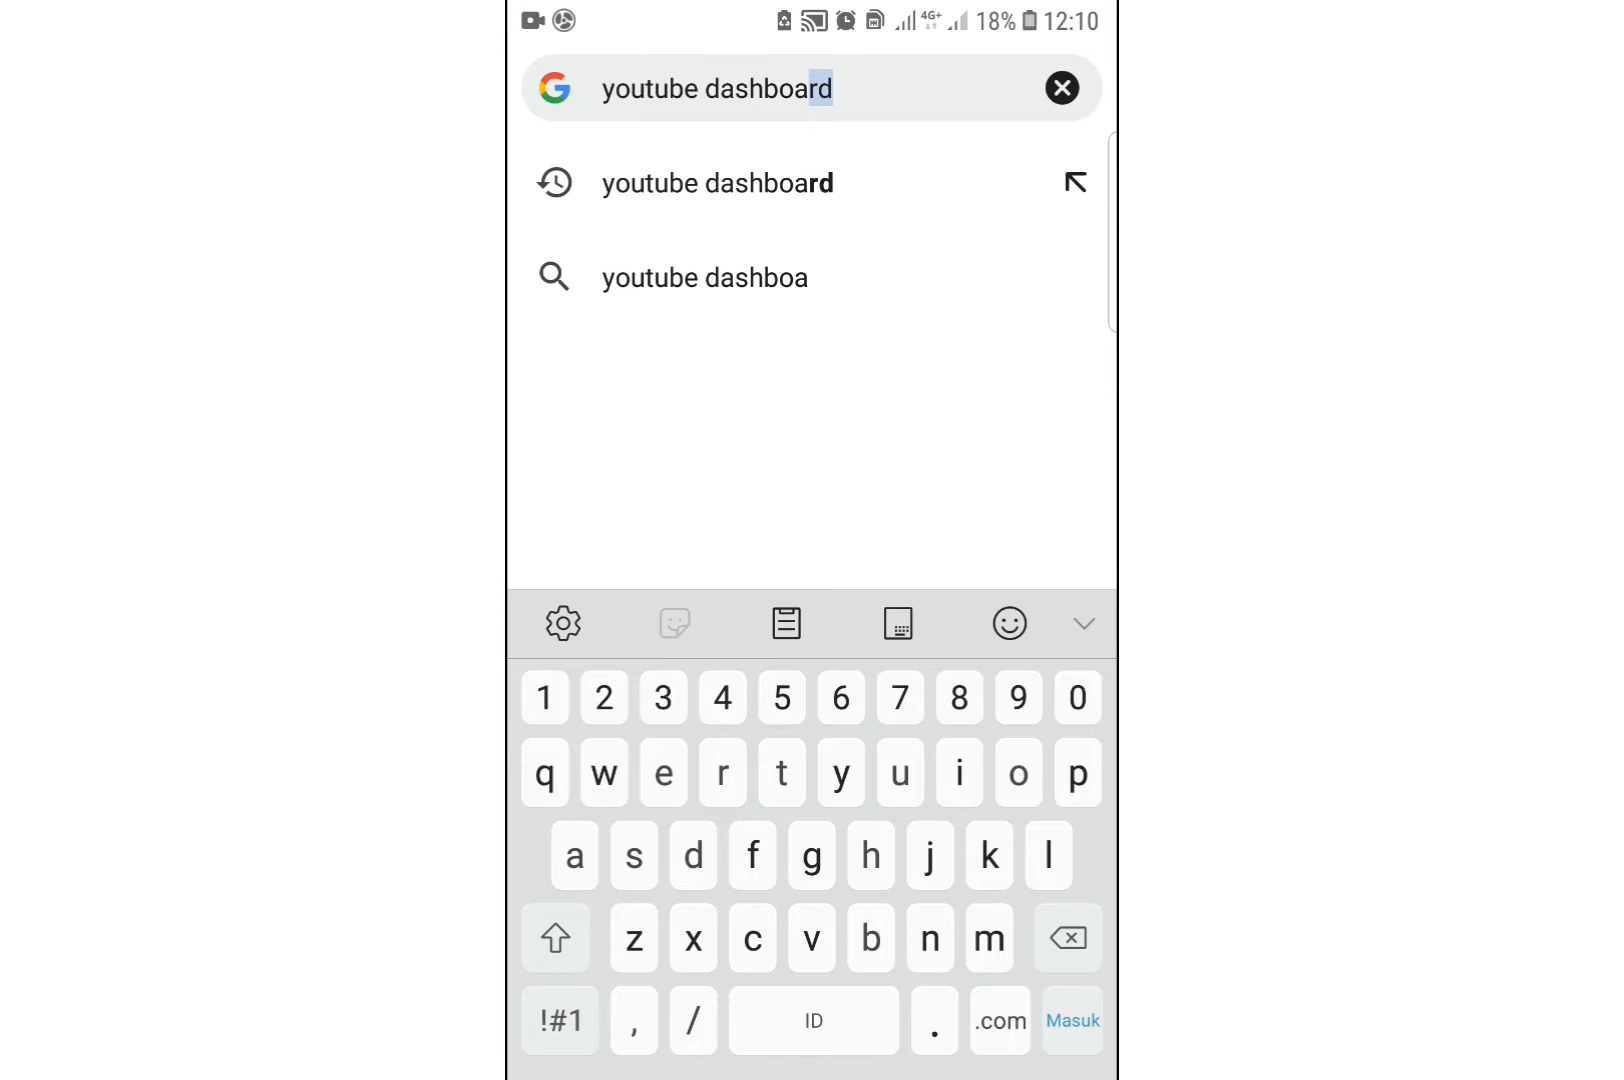 4G+ 18% 12:10
youtube dashboard
youtube dashboard
youtube dashboa
1 2 3 4 5 6 7 8 9 0
q w e r t y u i o p
a s d f g h j k l
z x c v b n m
!#1 , / ID . .com Masuk